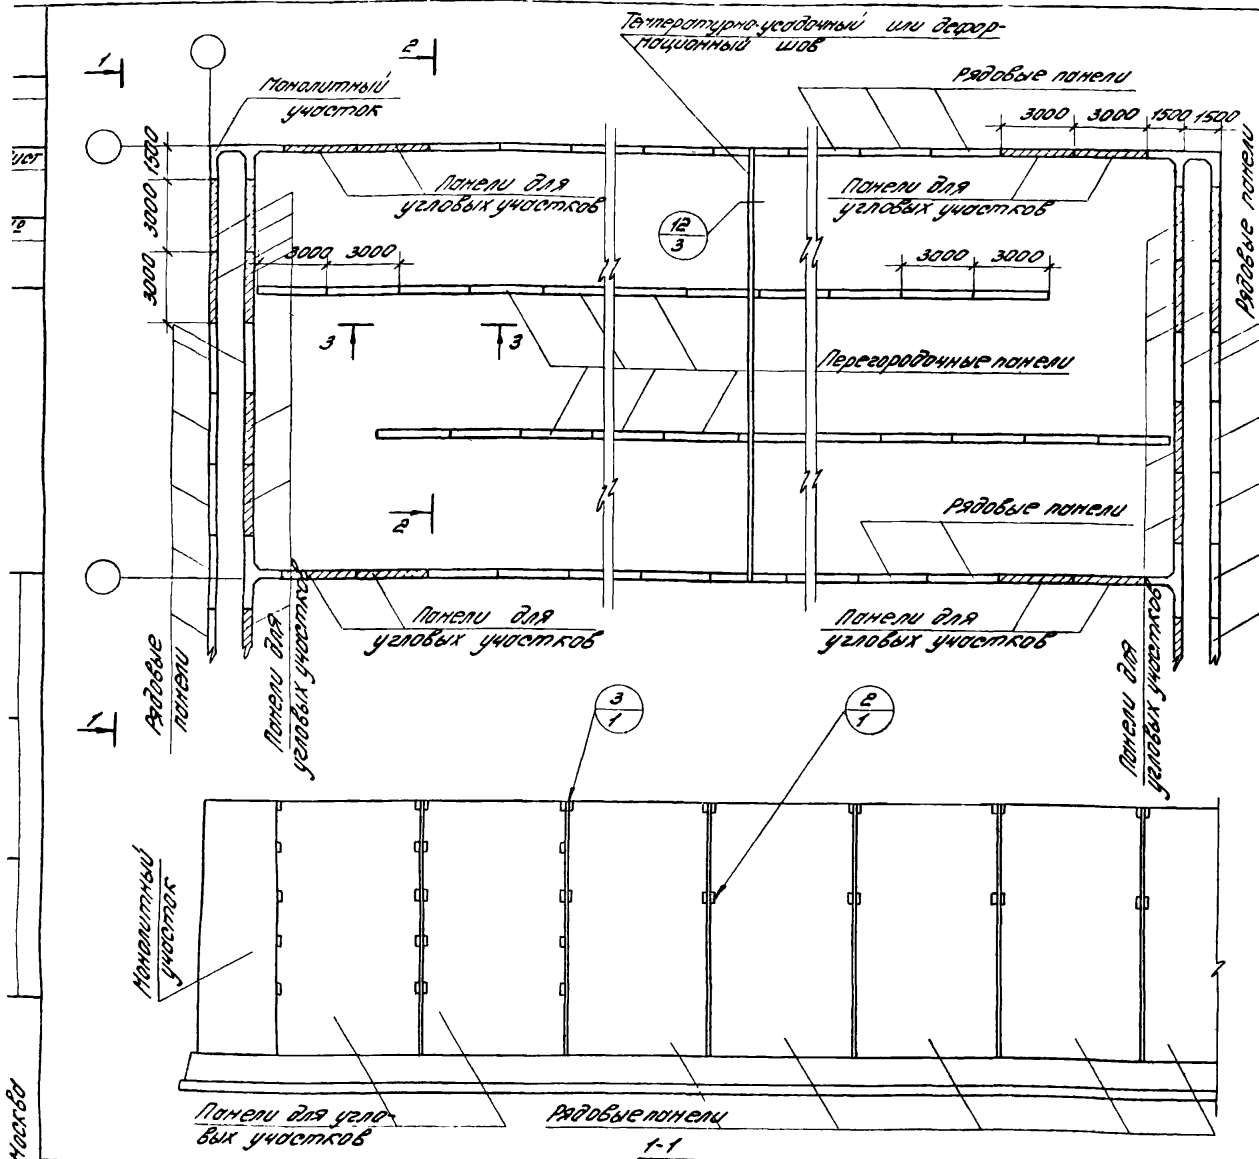 Температурно-усадочный или дефор-
мационный шов
1
2
Монолитный
участок
Рядовые панели
3000 3000 1500 1500
1500
3000
3000
Панели для
угловых участков
Панели для
угловых участков
12
3
Рядовые панели
3000 3000
3000 3000
3
3
Перегородочные панели
2
Рядовые панели
Панели для
угловых участков
Панели для
угловых участков
Рядовые
панели
Панели для
угловых участков
Панели для
угловых участков
1
3
1
2
1
Монолитный
участок
Панели для угло-
вых участков
Рядовые панели
1-1
Москва